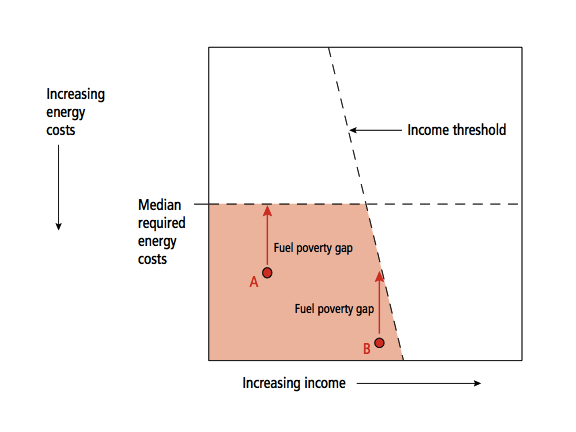 Increasing
energy
costs
Income threshold
Median
required
energy
costs
Fuel poverty gap
A
Fuel poverty gap
B
Increasing income